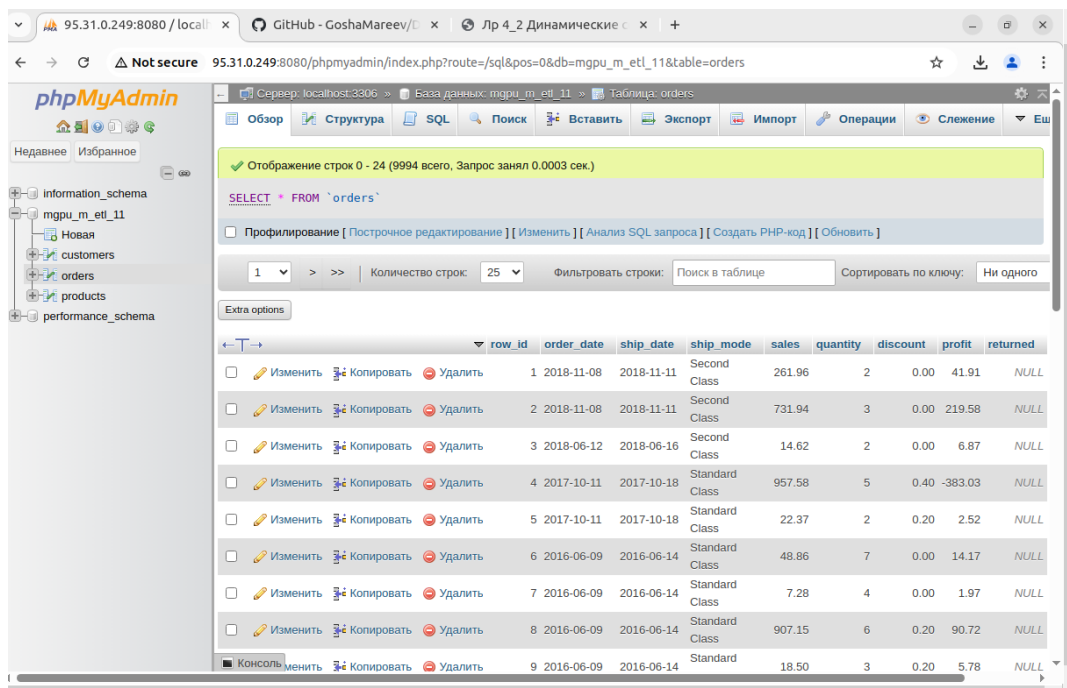 95.31.0.249:8080 / localh
GitHub - GoshaMareev/D
Лр 4_2 Динамические с
Not secure 95.31.0.249:8080/phpmyadmin/index.php?route=/sql&pos=0&db=mgpu_m_etl_11&table=orders
phpMyAdmin
Недавнее Избранное
information_schema
mgpu_m_etl_11
Новая
customers
orders
products
performance_schema
Сервер: localhost:3306 » База данных: mgpu_m_etl_11 » Таблица: orders
Обзор Структура SQL Поиск Вставить Экспорт Импорт Операции Слежение Ещ
Отображение строк 0 - 24 (9994 всего, Запрос занял 0.0003 сек.)
SELECT * FROM `orders`
Профилирование [ Построчное редактирование ] [ Изменить ] [ Анализ SQL запроса ] [ Создать PHP-код ] [ Обновить ]
1 > >> | Количество строк: 25 Фильтровать строки: Поиск в таблице Сортировать по ключу: Ни одного
Extra options
row_id order_date ship_date ship_mode sales quantity discount profit returned
Изменить Копировать Удалить 1 2018-11-08 2018-11-11 Second Class 261.96 2 0.00 41.91 NULL
Изменить Копировать Удалить 2 2018-11-08 2018-11-11 Second Class 731.94 3 0.00 219.58 NULL
Изменить Копировать Удалить 3 2018-06-12 2018-06-16 Second Class 14.62 2 0.00 6.87 NULL
Изменить Копировать Удалить 4 2017-10-11 2017-10-18 Standard Class 957.58 5 0.40 -383.03 NULL
Изменить Копировать Удалить 5 2017-10-11 2017-10-18 Standard Class 22.37 2 0.20 2.52 NULL
Изменить Копировать Удалить 6 2016-06-09 2016-06-14 Standard Class 48.86 7 0.00 14.17 NULL
Изменить Копировать Удалить 7 2016-06-09 2016-06-14 Standard Class 7.28 4 0.00 1.97 NULL
Изменить Копировать Удалить 8 2016-06-09 2016-06-14 Standard Class 907.15 6 0.20 90.72 NULL
Консоль менить Копировать Удалить 9 2016-06-09 2016-06-14 Standard 18.50 3 0.20 5.78 NULL